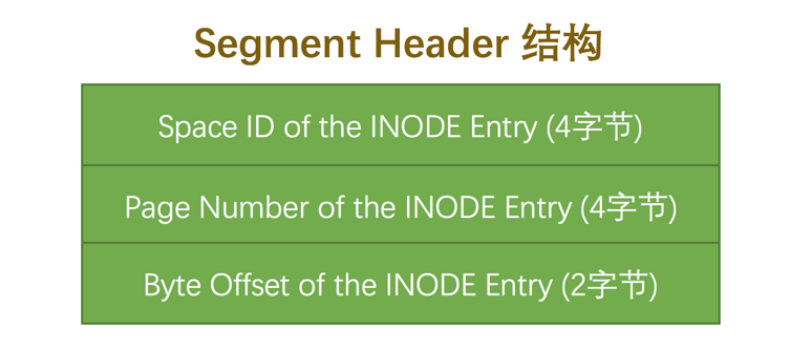 Segment Header 结构
Space ID of the INODE Entry (4字节)
Page Number of the INODE Entry (4字节)
Byte Offset of the INODE Entry (2字节)